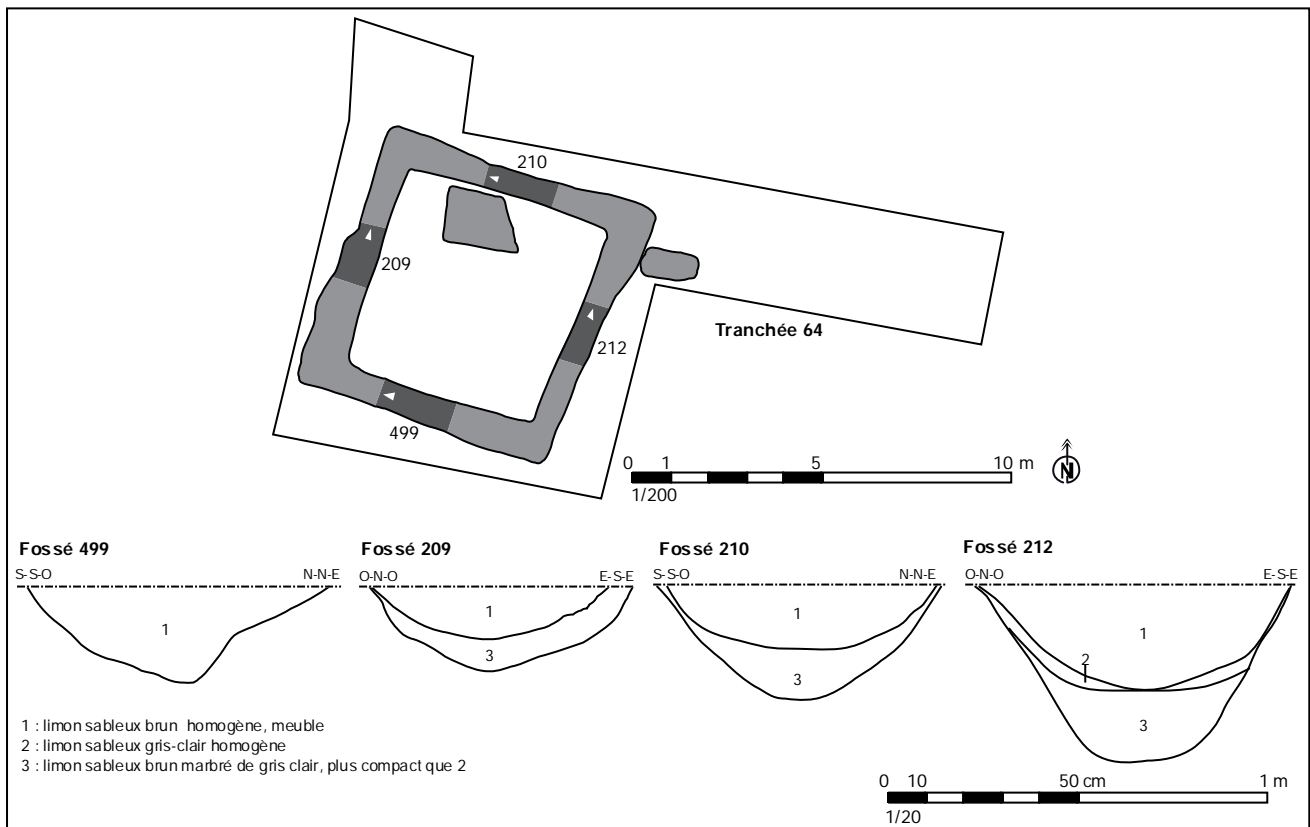 210
209
Tranchée 64
212
499
0 1 5 10 m
N
1/200
Fossé 499
S-S-O N-N-E
1
Fossé 209
O-N-O E-S-E
1
3
Fossé 210
S-S-O N-N-E
1
3
Fossé 212
O-N-O E-S-E
1
2
3
1 : limon sableux brun homogène, meuble
2 : limon sableux gris-clair homogène
3 : limon sableux brun marbré de gris clair, plus compact que 2
0 10 50 cm 1 m
1/20